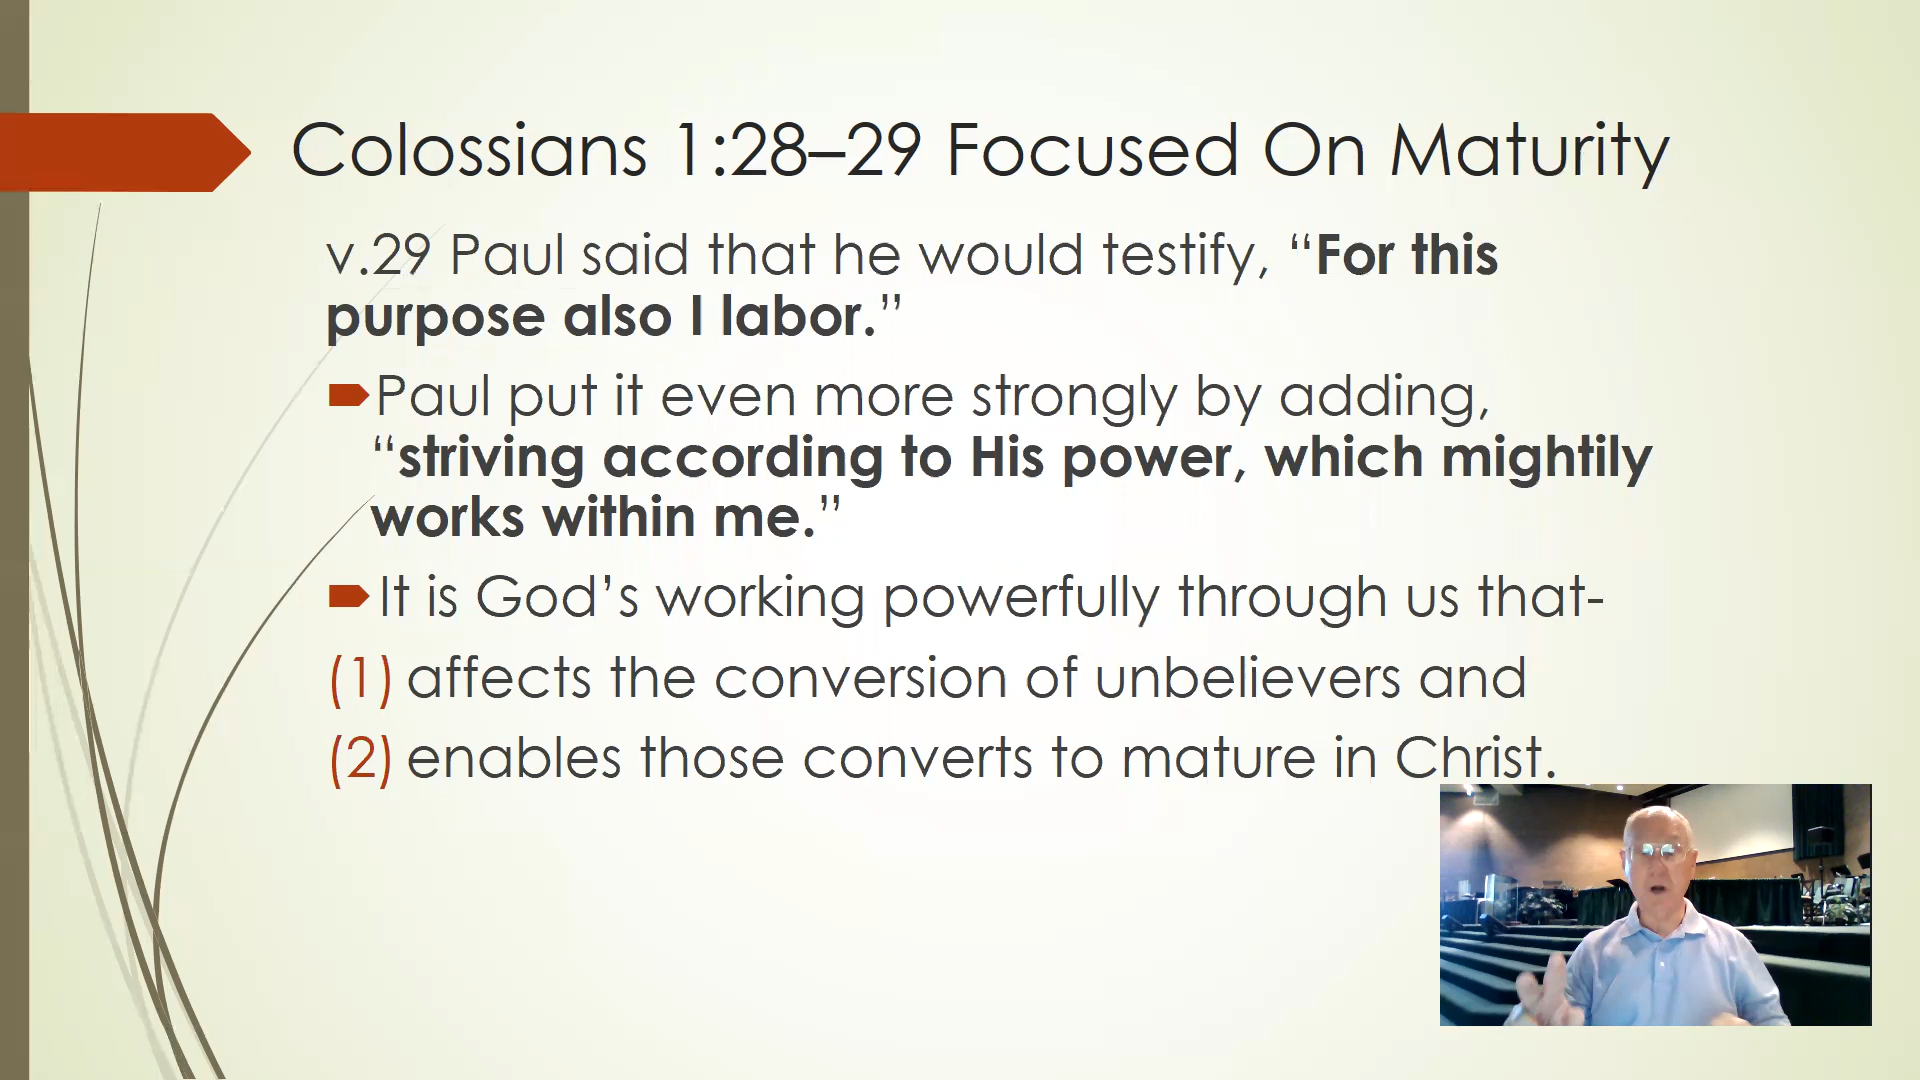 Colossians 1:28–29 Focused On Maturity
v.29 Paul said that he would testify, “For this
purpose also I labor.”
Paul put it even more strongly by adding,
“striving according to His power, which mightily
works within me.”
It is God’s working powerfully through us that-
(1) affects the conversion of unbelievers and
(2) enables those converts to mature in Christ.